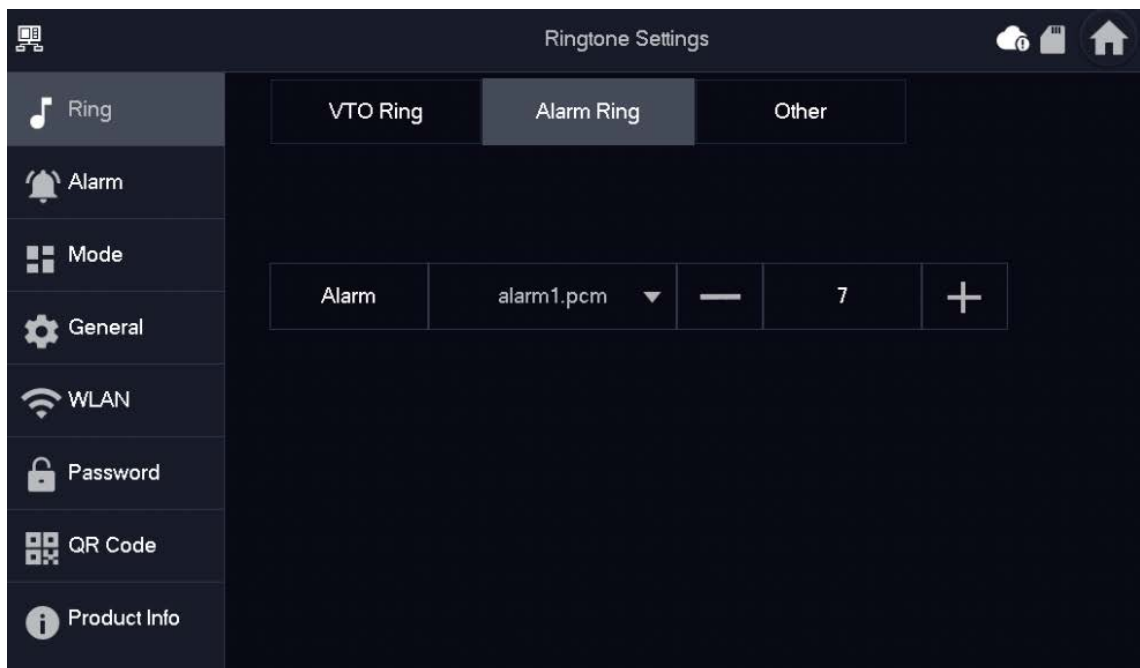 Ringtone Settings
Ring
VTO Ring
Alarm Ring
Other
Alarm
Mode
Alarm
alarm1.pcm
7
General
WLAN
Password
QR Code
Product Info